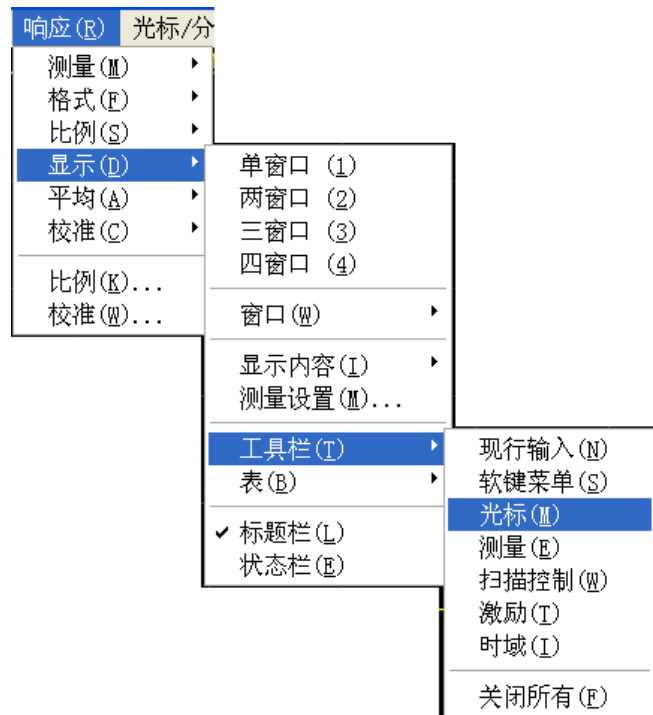 响应(R) 光标/分
测量(M)
格式(F)
比例(S)
显示(D)
平均(A)
校准(C)
比例(K)...
校准(W)...
单窗口 (1)
两窗口 (2)
三窗口 (3)
四窗口 (4)
窗口(W)
显示内容(I)
测量设置(M)...
工具栏(T)
表(B)
✔ 标题栏(L)
状态栏(E)
现行输入(N)
软键菜单(S)
光标(M)
测量(E)
扫描控制(W)
激励(T)
时域(I)
关闭所有(F)